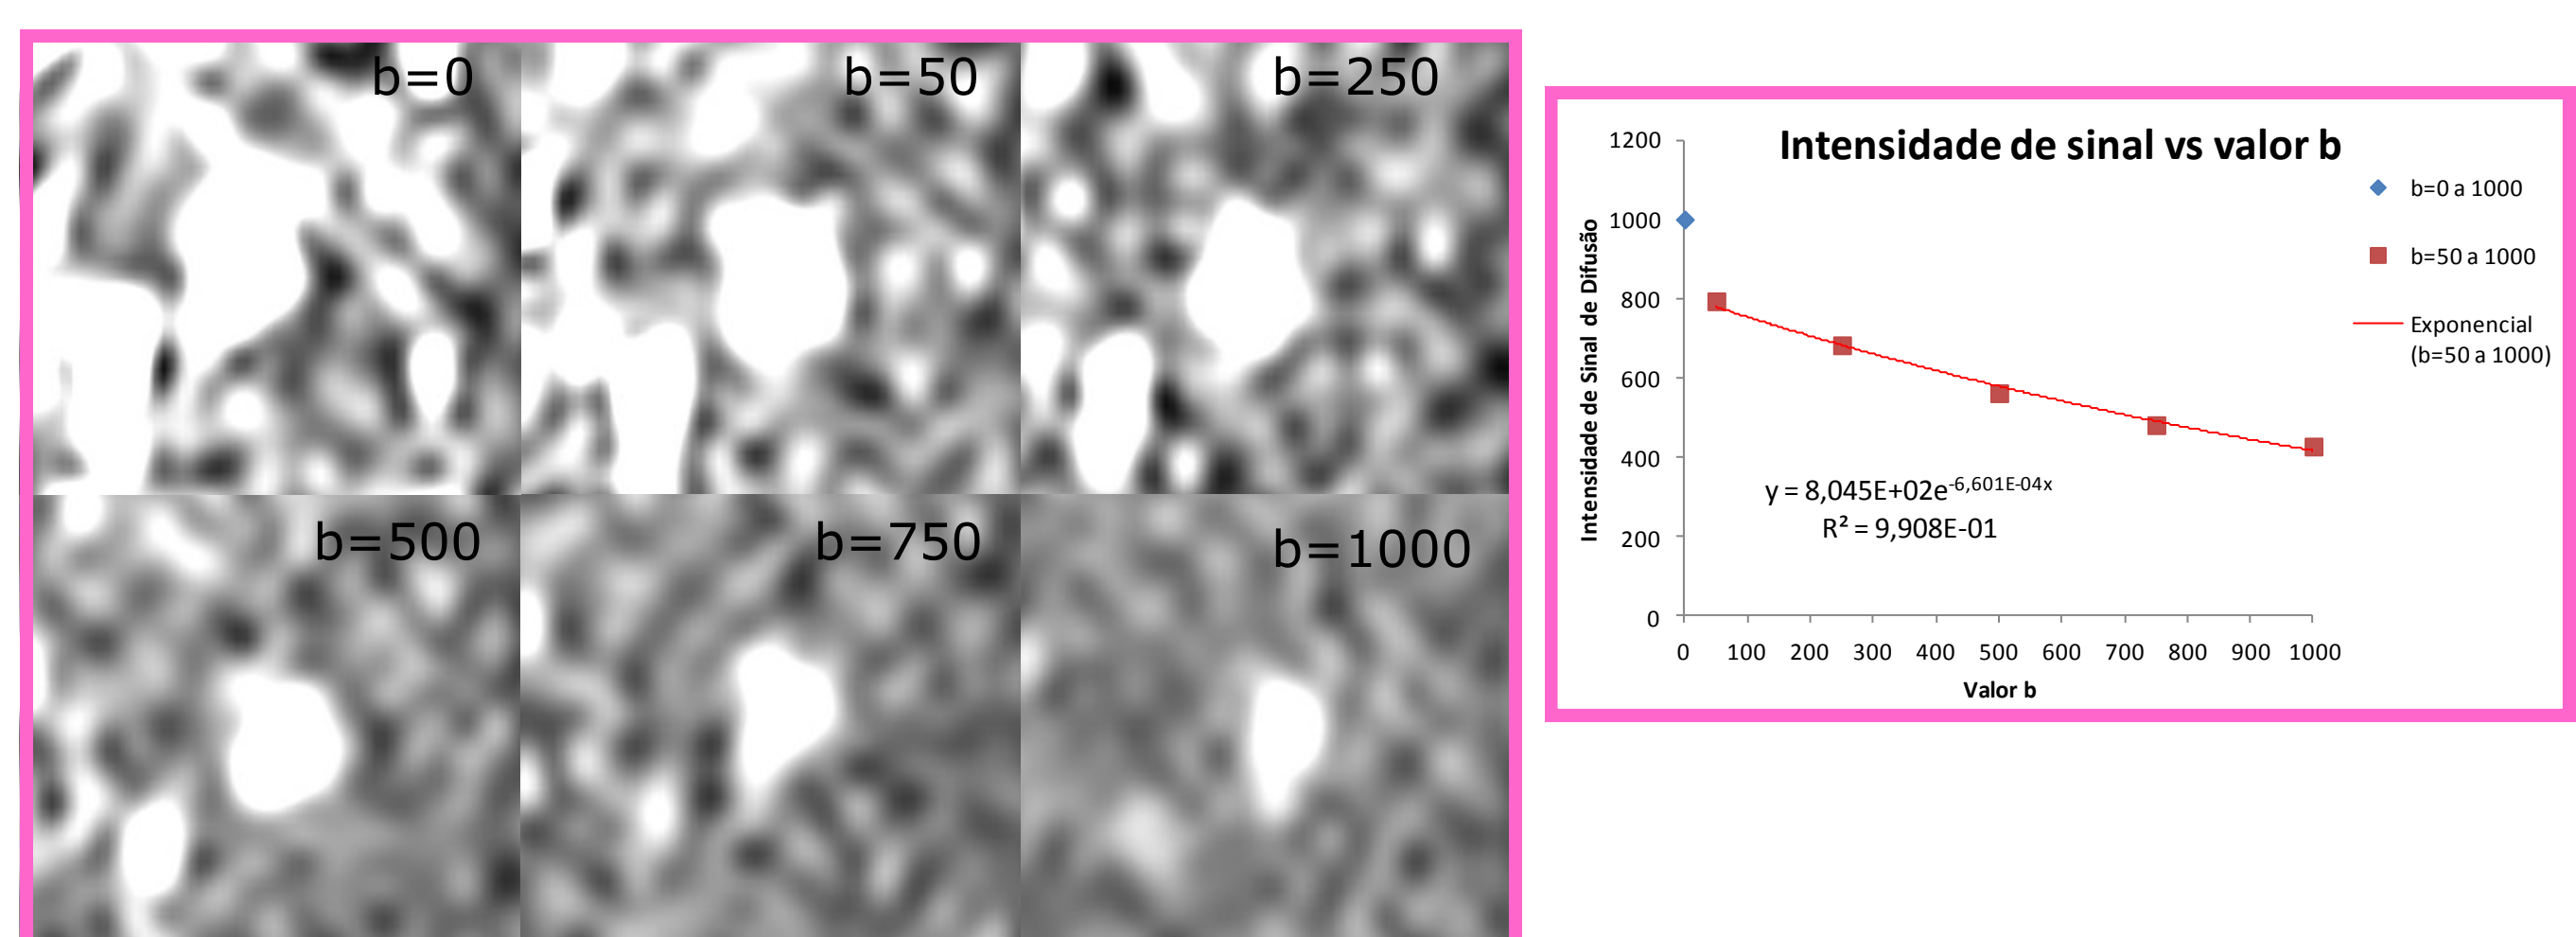 b=0
b=50
b=250
b=500
b=750
b=1000
Intensidade de sinal vs valor b
Intensidade de Sinal de Difusão
1200
1000
800
600
400
200
0
0 100 200 300 400 500 600 700 800 900 1000
Valor b
y = 8,045E+02e^-6,601E-04x
R² = 9,908E-01
b=0 a 1000
b=50 a 1000
Exponencial
(b=50 a 1000)